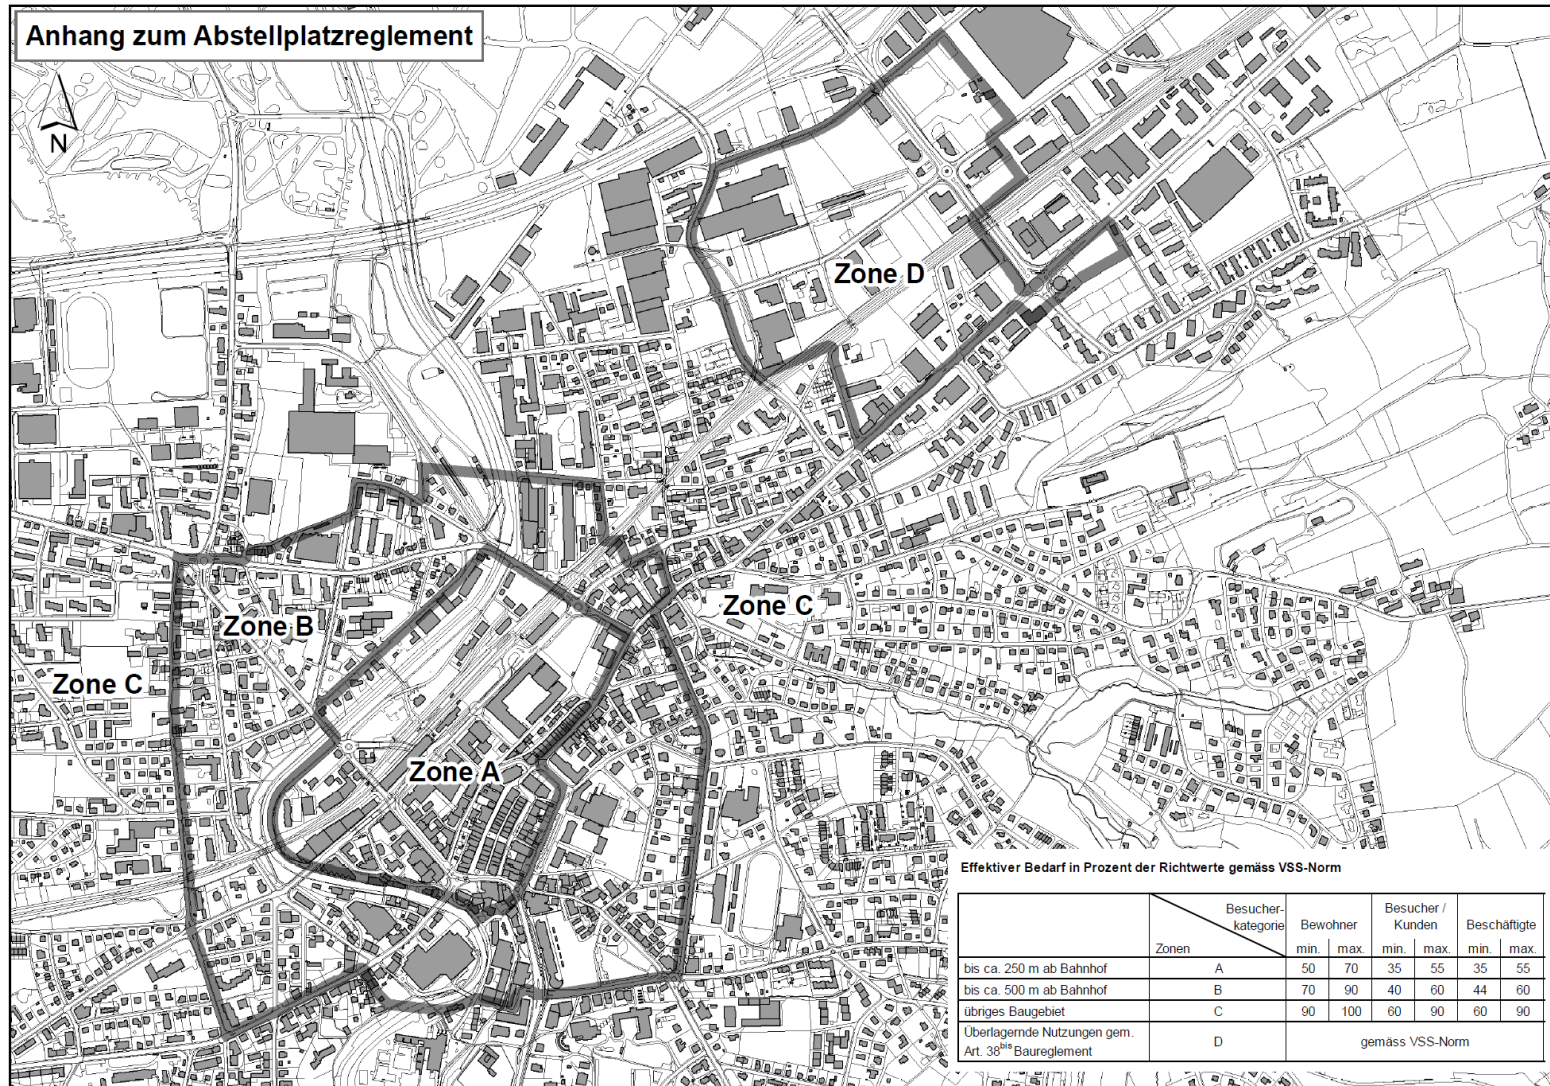 Anhang zum Abstellplatzreglement
N
Zone D
Zone C
Zone B
Zone C
Zone A
Effektiver Bedarf in Prozent der Richtwerte gemäss VSS-Norm
Besucher-
kategorie
Zonen
Bewohner
Besucher /
Kunden
Beschäftigte
min. max. min. max. min. max.
bis ca. 250 m ab Bahnhof A 50 70 35 55 35 55
bis ca. 500 m ab Bahnhof B 70 90 40 60 44 60
übriges Baugebiet C 90 100 60 90 60 90
Überlagernde Nutzungen gem.
Art. 38bis Baureglement D gemäss VSS-Norm